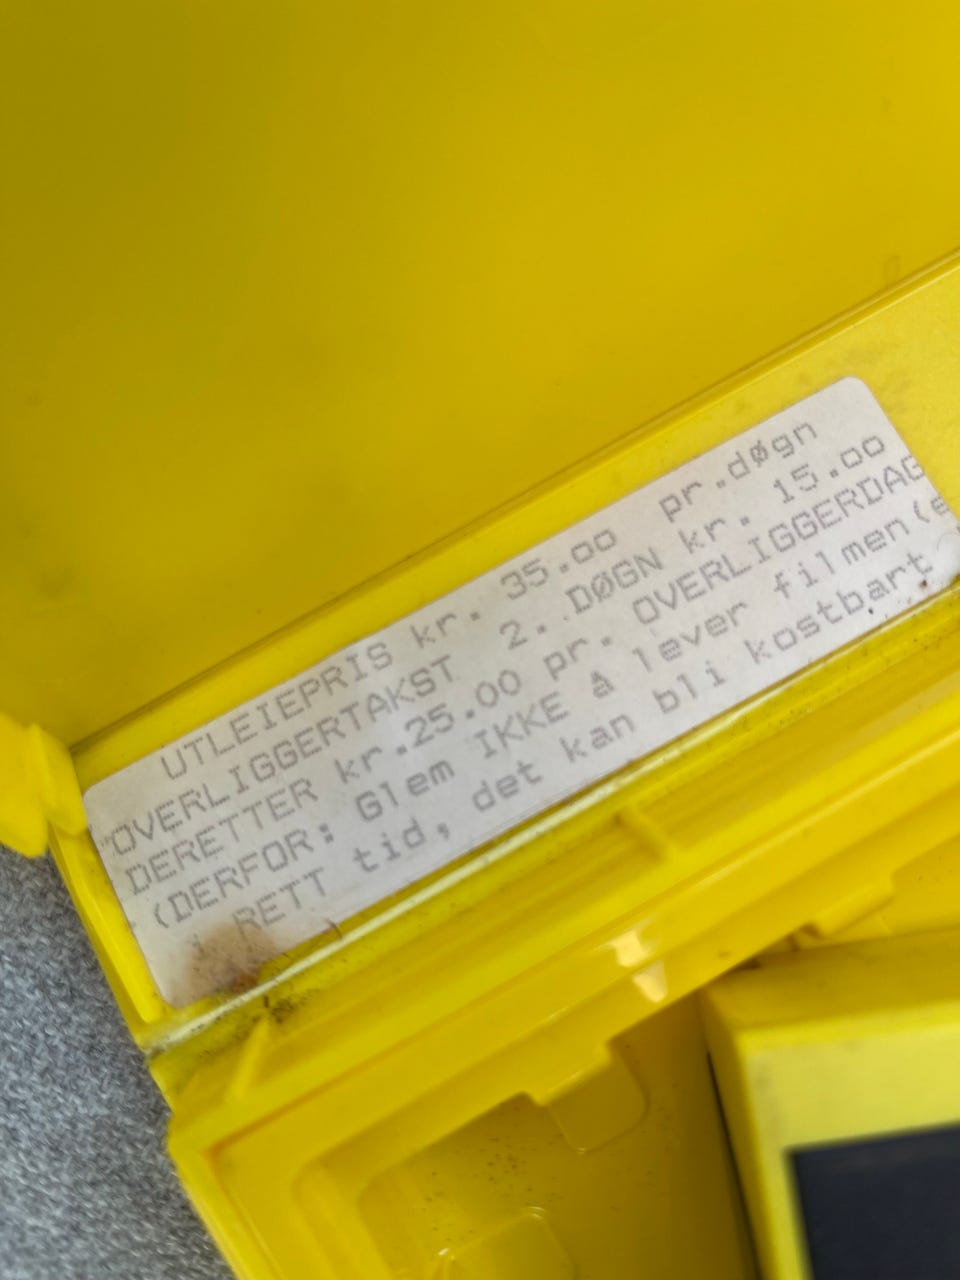 UTLEIEPRIS kr. 35.oo pr.døgn
OVERLIGGERTAKST 2. DØGN kr. 15.oo
DERETTER kr.25.00 pr. OVERLIGGERDAG
(DERFOR: Glem IKKE å lever filmen(e
i RETT tid, det kan bli kostbart